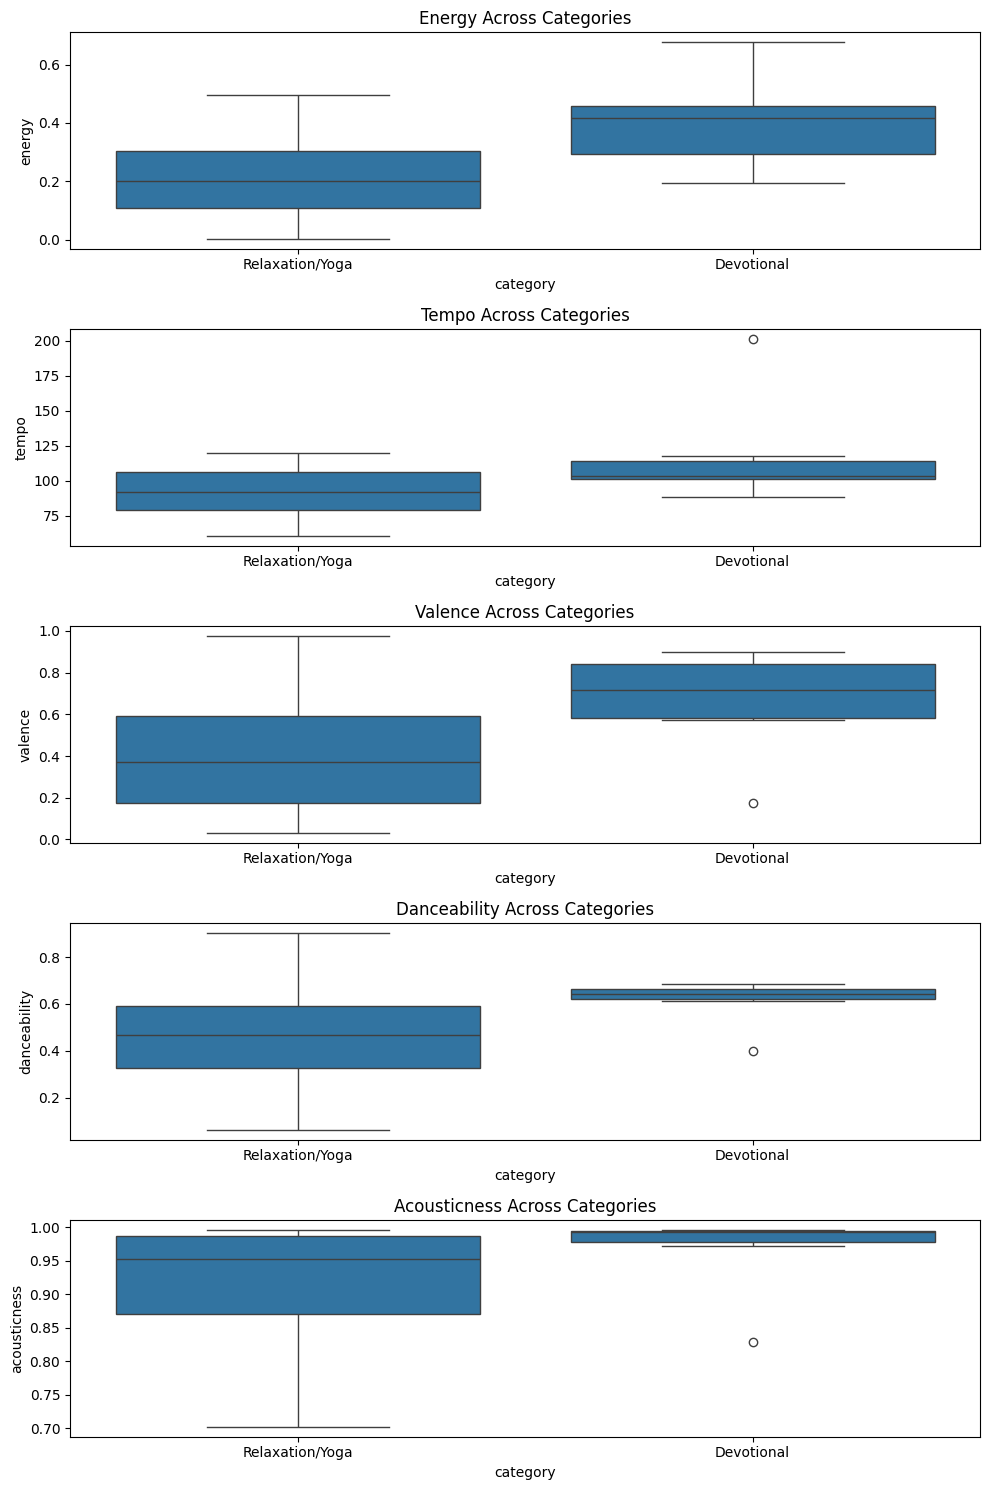 Energy Across Categories
0.6
0.4
0.2
0.0
energy
Relaxation/Yoga
Devotional
category
Tempo Across Categories
200
175
150
125
100
75
tempo
Relaxation/Yoga
Devotional
category
Valence Across Categories
1.0
0.8
0.6
0.4
0.2
0.0
valence
Relaxation/Yoga
Devotional
category
Danceability Across Categories
0.8
0.6
0.4
0.2
danceability
Relaxation/Yoga
Devotional
category
Acousticness Across Categories
1.00
0.95
0.90
0.85
0.80
0.75
0.70
acousticness
Relaxation/Yoga
Devotional
category